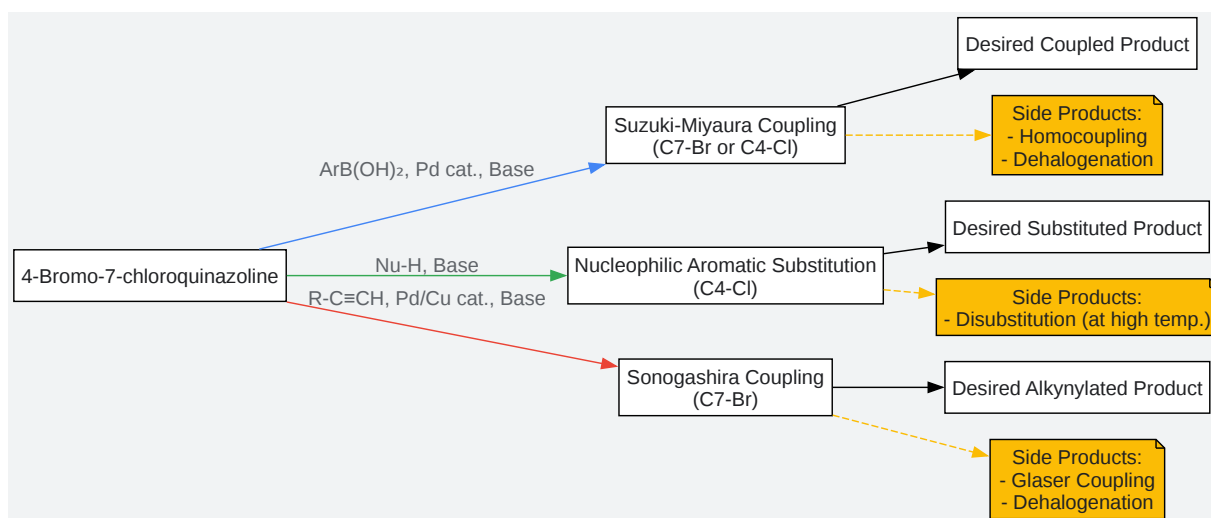 Desired Coupled Product
Suzuki-Miyaura Coupling
(C7-Br or C4-Cl)
Side Products:
- Homocoupling
- Dehalogenation
ArB(OH)₂, Pd cat., Base
4-Bromo-7-chloroquinazoline
Nu-H, Base
Nucleophilic Aromatic Substitution
(C4-Cl)
Desired Substituted Product
Side Products:
- Disubstitution (at high temp.)
R-C≡CH, Pd/Cu cat., Base
Sonogashira Coupling
(C7-Br)
Desired Alkynylated Product
Side Products:
- Glaser Coupling
- Dehalogenation